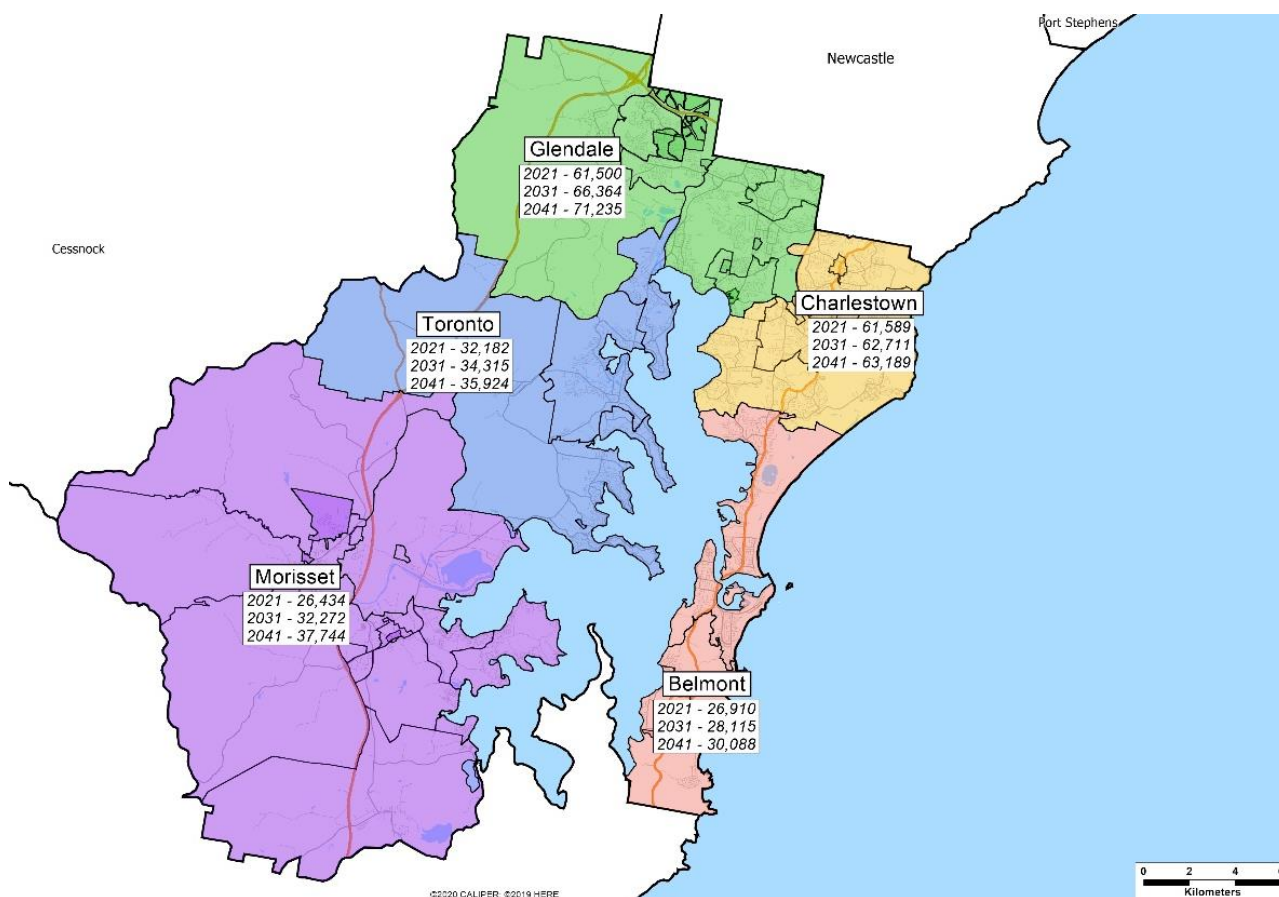 Port Stephens
Newcastle
Glendale
2021 - 61,500
2031 - 66,364
2041 - 71,235
Cessnock
Charlestown
2021 - 61,589
2031 - 62,711
2041 - 63,189
Toronto
2021 - 32,182
2031 - 34,315
2041 - 35,924
Morisset
2021 - 26,434
2031 - 32,272
2041 - 37,744
Belmont
2021 - 26,910
2031 - 28,115
2041 - 30,088
0 2 4 6
Kilometers
©2020 CALIPER; ©2019 HERE